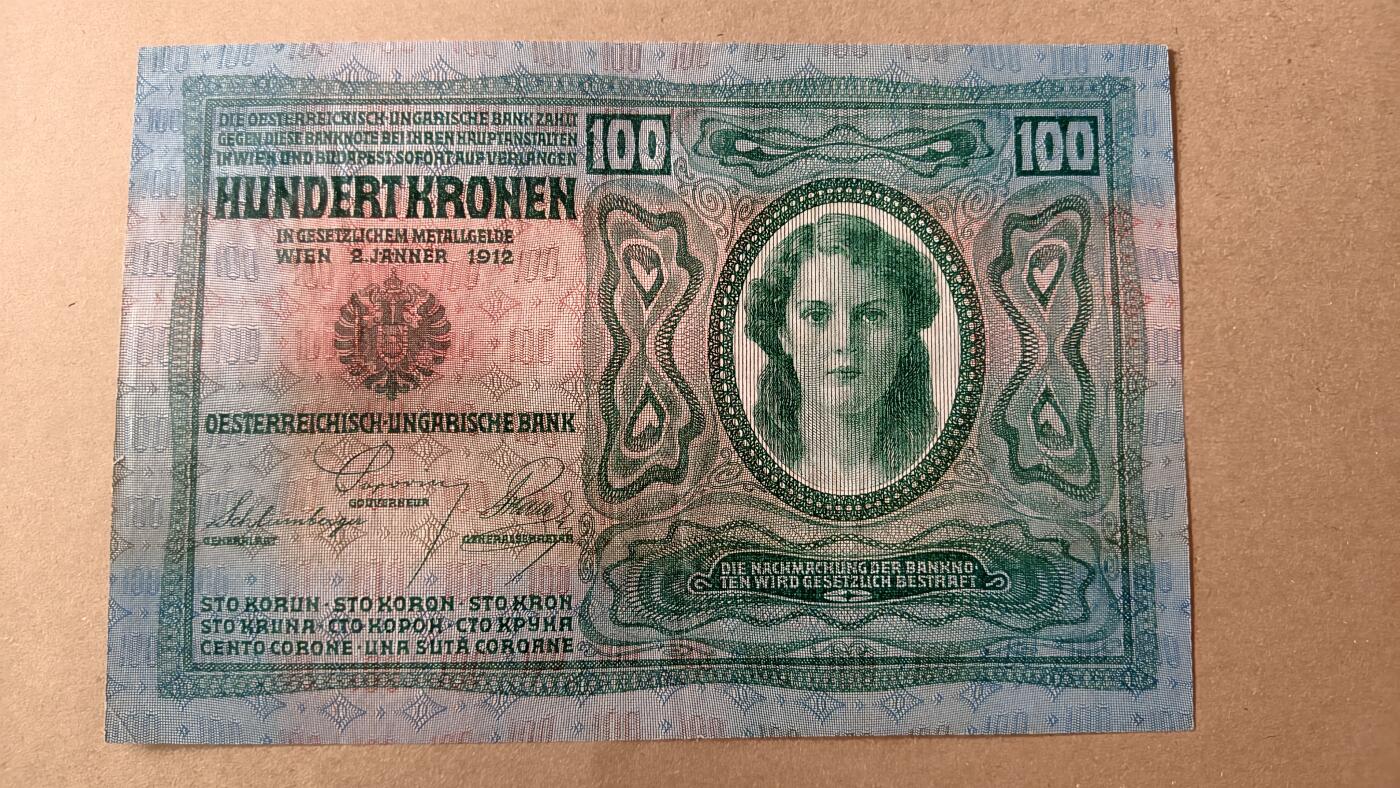 DIE OESTERREICHISCH-UNGARISCHE BANK ZAHLT
GEGEN DIESE BANKNOTE BEI IHREN HAUPTANSTALTEN
IN WIEN UND BUDAPEST SOFORT AUF VERLANGEN
HUNDERT KRONEN
IN GESETZLICHEM METALLGELDE
WIEN 2. JÄNNER 1912
OESTERREICHISCH-UNGARISCHE BANK
GOUVERNEUR
Schlumberger
GENERALRAT
GENERALSEKRETÄR
STO KORUN · STO KORON · STO KRON
STO KRUNA · СТО КОРОН · СТО КРУНА
CENTO CORONE · UNA SUTĂ COROANE
100
100
DIE NACHMACHUNG DER BANKNO
TEN WIRD GESETZLICH BESTRAFT